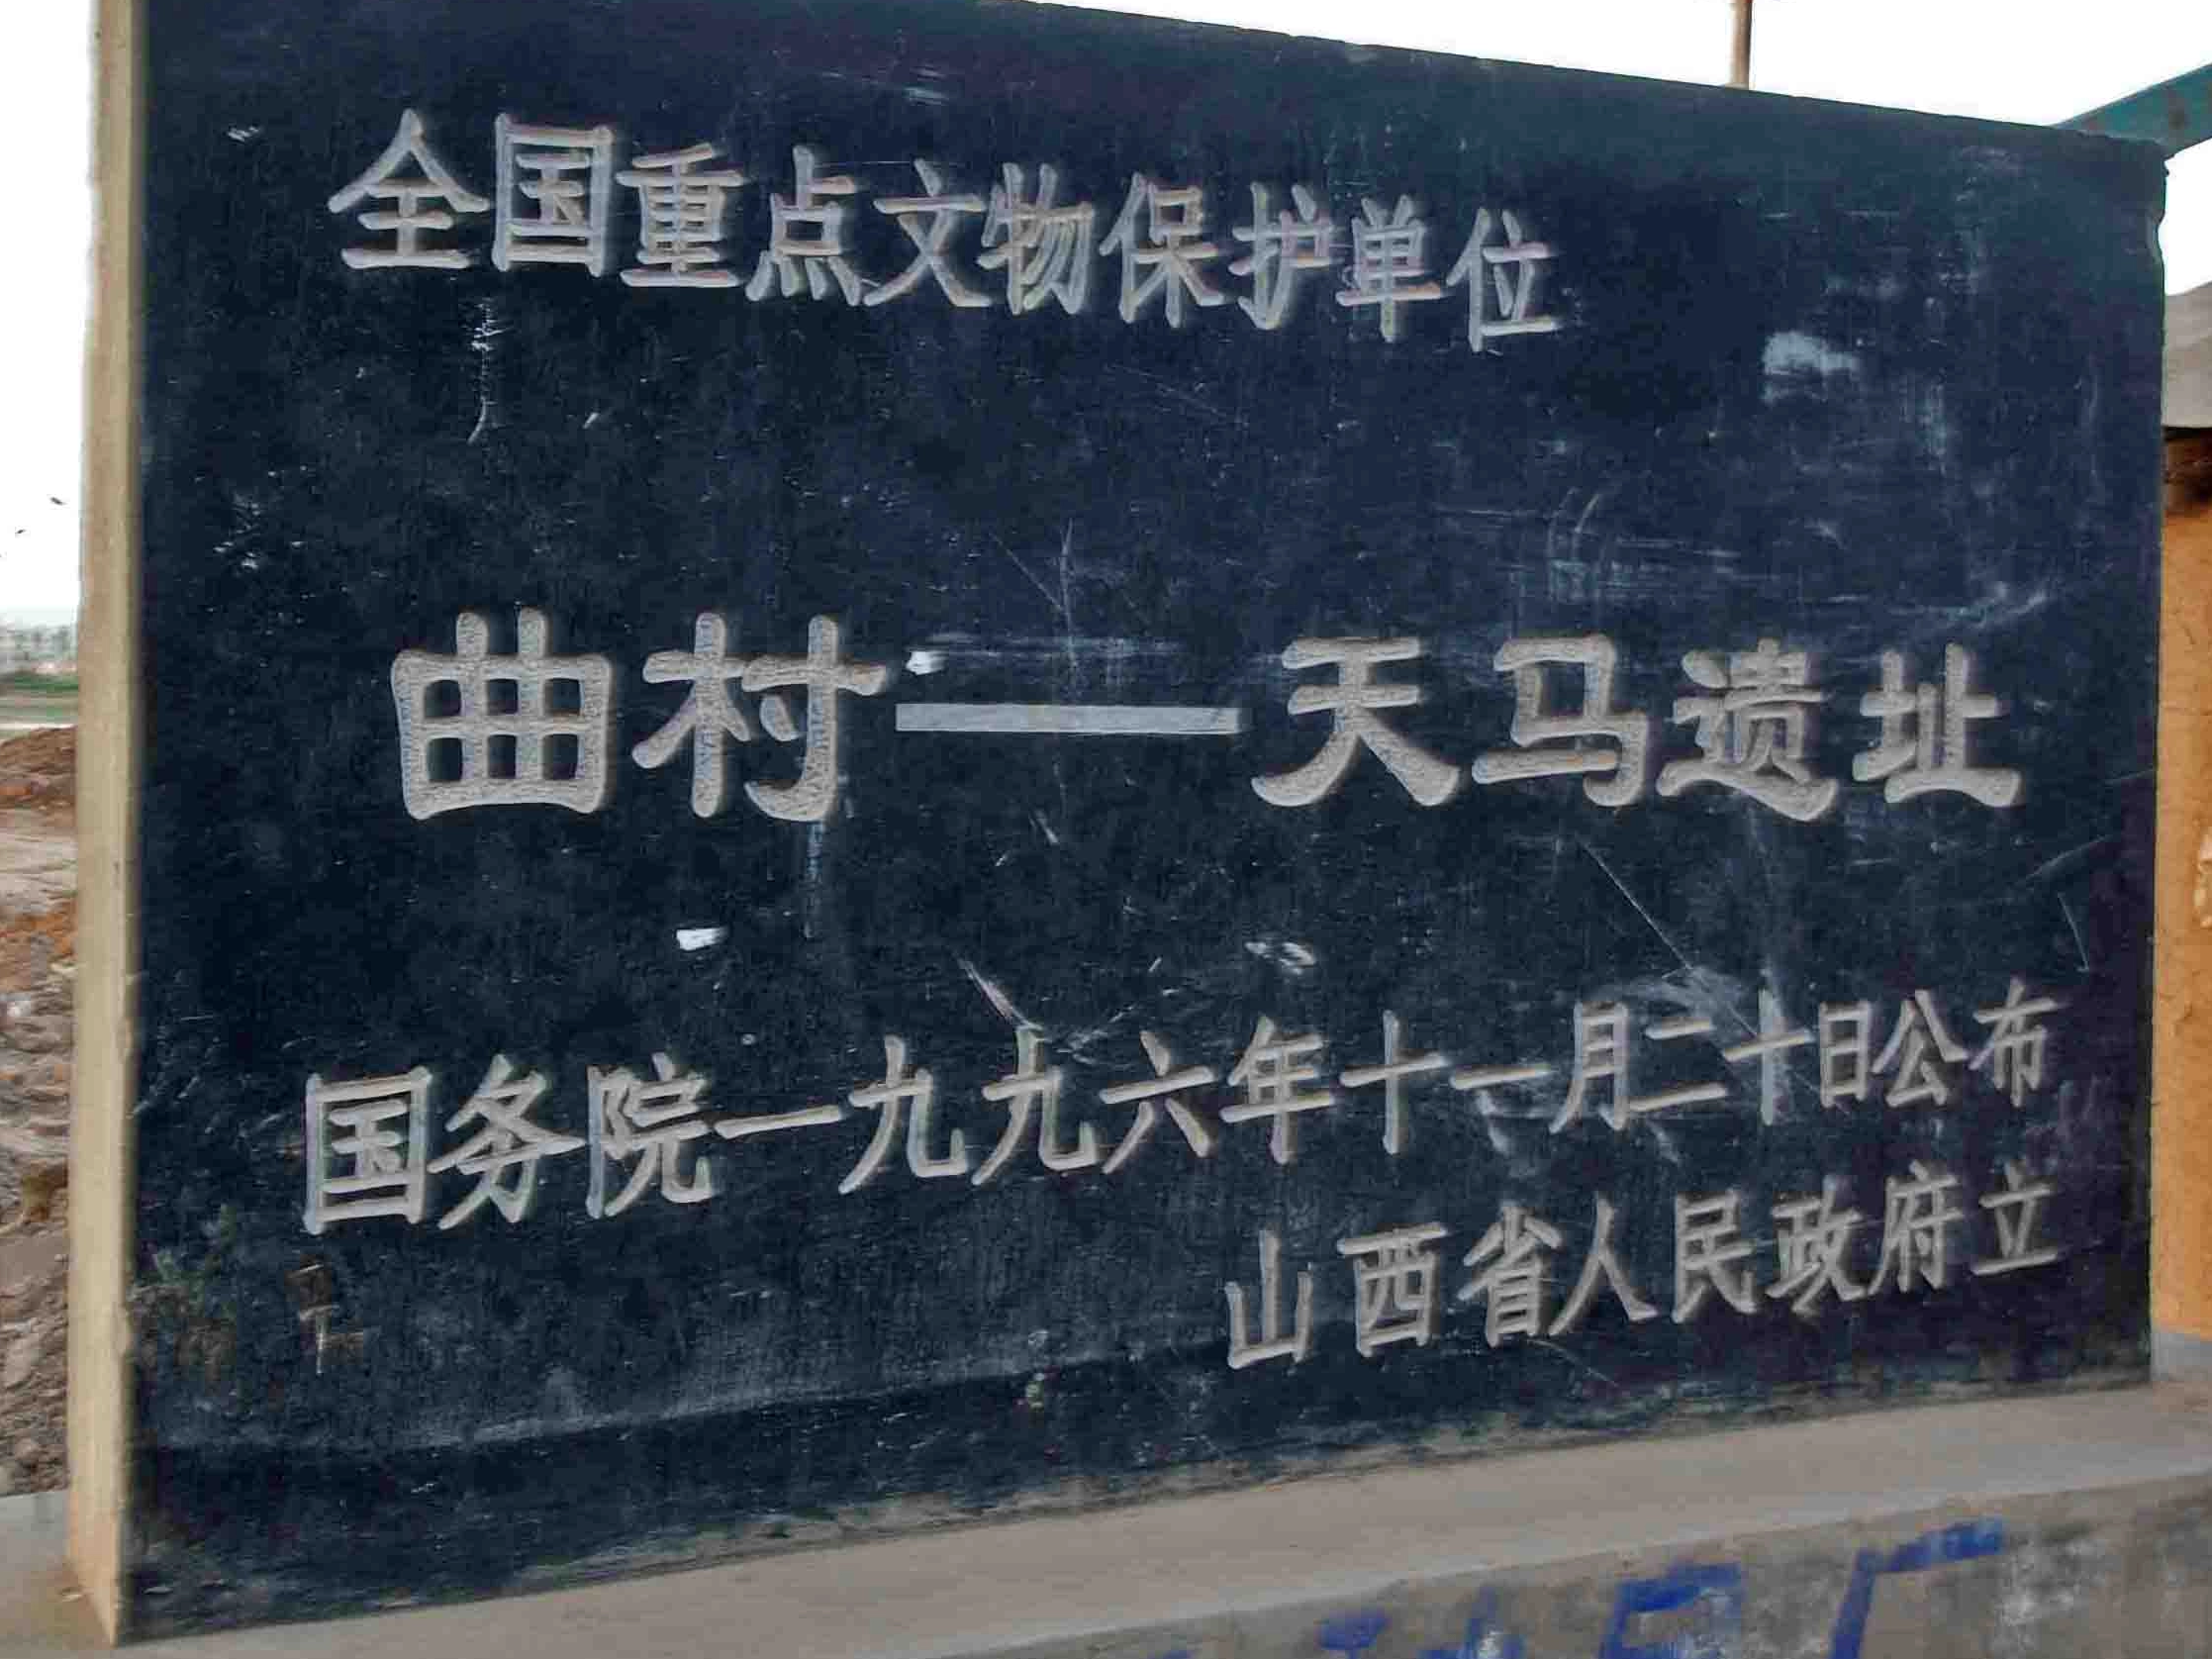 全国重点文物保护单位
曲村——天马遗址
国务院一九九六年十一月二十日公布
山西省人民政府立